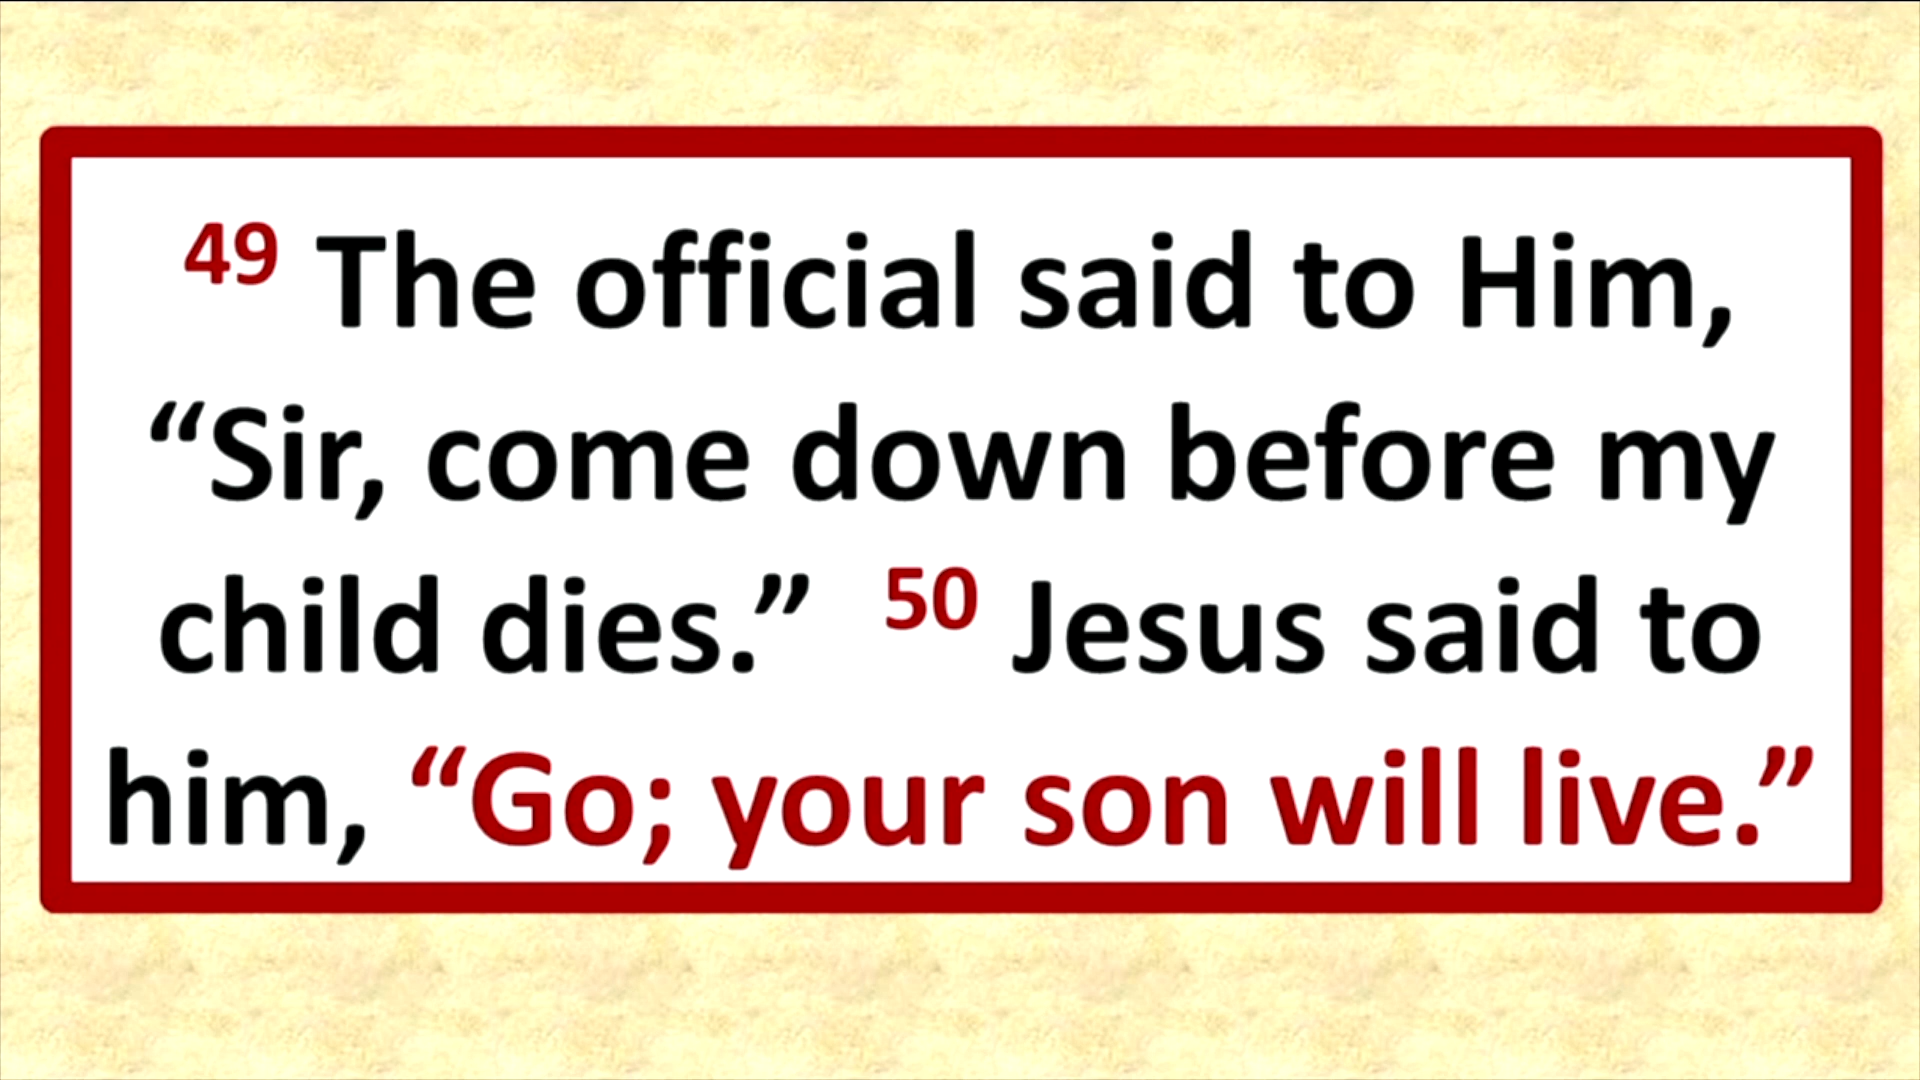 49 The official said to Him,
“Sir, come down before my
child dies.” 50 Jesus said to
him, “Go; your son will live.”